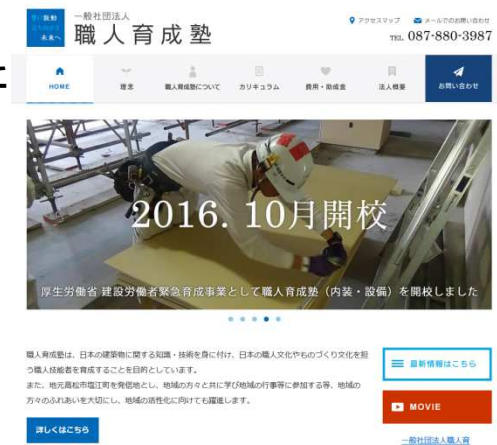 未来へ
一般社団法人
職人育成塾
アクセスマップ メールでのお問い合わせ
TEL. 087-880-3987
て
HOME 理念 職人育成塾について カリキュラム 費用・助成金 法人概要 お問い合わせ
2016. 10月開校
厚生労働省 建設労働者緊急育成事業として職人育成塾(内装・設備)を開校しました
職人育成塾は、日本の建築物に関する知識・技術を身に付け、日本の職人文化やものづくり文化を担
う職人技能者を育成することを目的としています。
また、地元高松市塩江町を発信地とし、地域の方々と共に学び地域の行事等に参加する等、地域の
方々のふれあいを大切にし、地域の活性化に向けても躍進します。
最新情報はこちら
MOVIE
詳しくはこちら
一般社団法人職人育